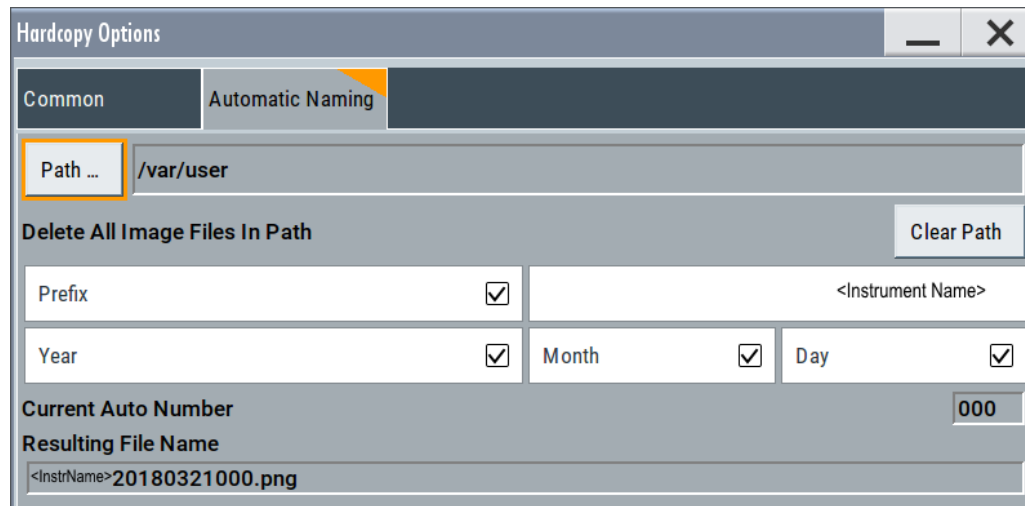 Hardcopy Options
Common Automatic Naming
Path ... /var/user
Delete All Image Files In Path Clear Path
Prefix <Instrument Name>
Year Month Day
Current Auto Number 000
Resulting File Name
<InstrName>20180321000.png